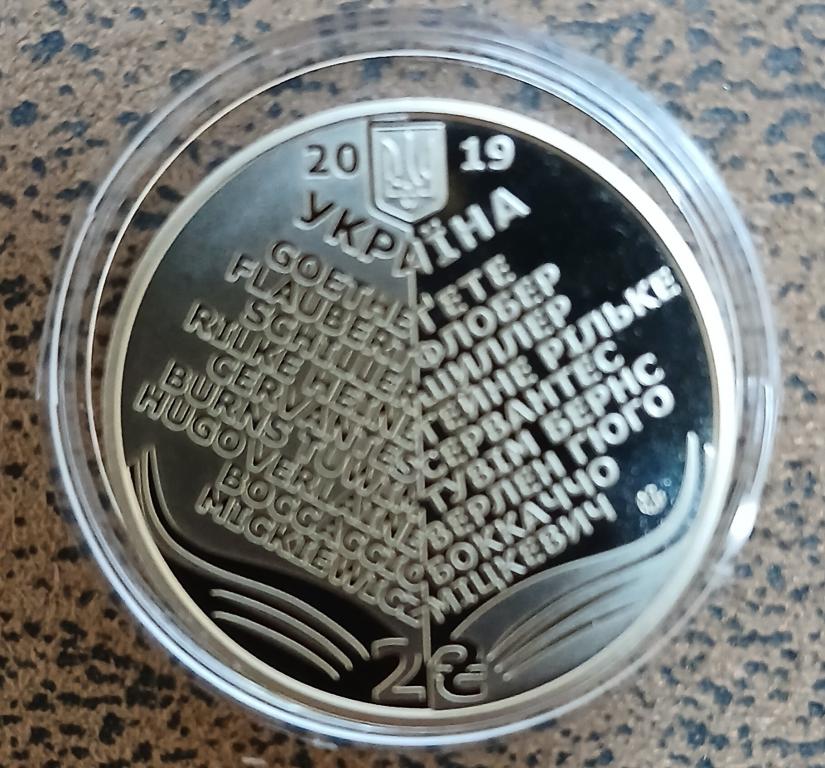 20 19
УКРАЇНА
GOETHE ҐЕТЕ
FLAUBERT ФЛОБЕР
SCHILLER ШИЛЛЕР
RILKE HEINE ГЕЙНЕ РІЛЬКЕ
CERVANTES СЕРВАНТЕС
BURNS TUWIM ТУВІМ БЕРНС
HUGO VERLAINE ВЕРЛЕН ГЮГО
BOCCACCIO БОККАЧЧО
MICKIEWICZ МІЦКЕВИЧ
2₴